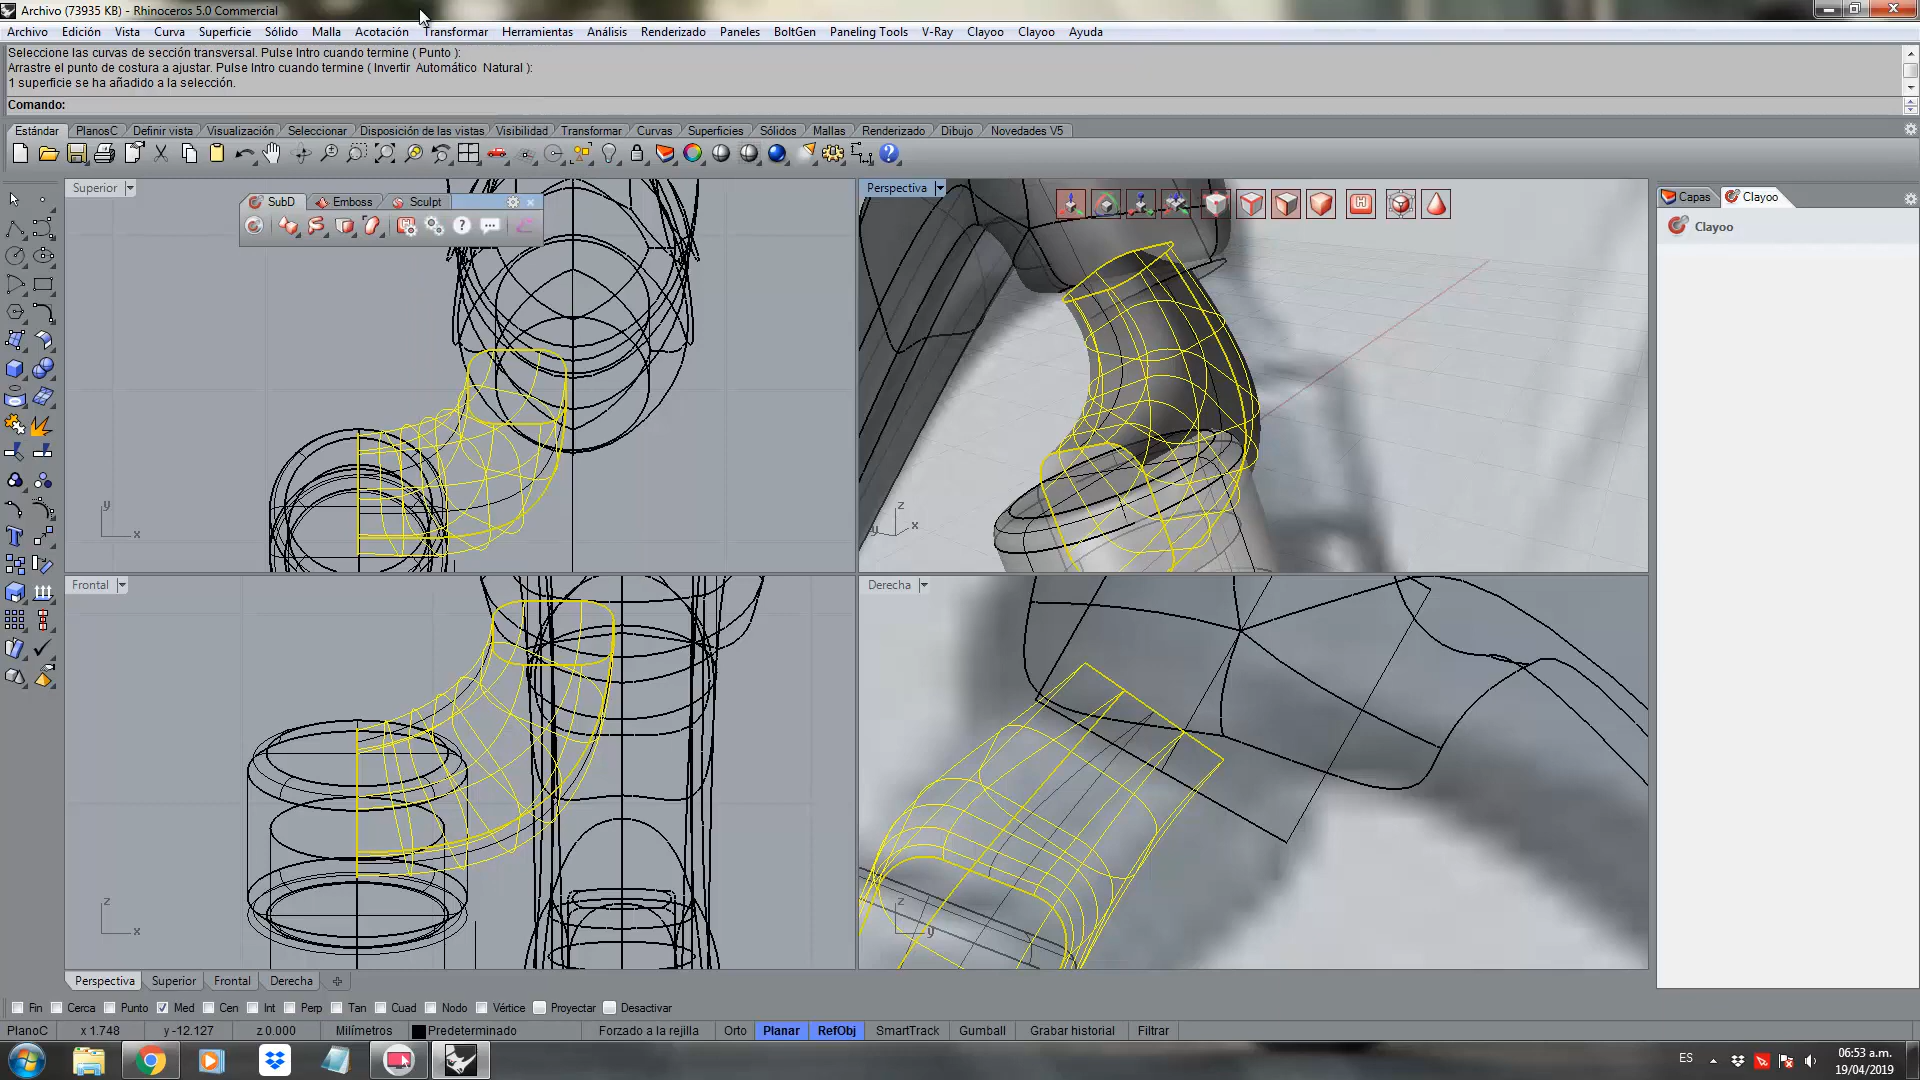 Archivo (73935 KB) - Rhinoceros 5.0 Commercial
Archivo Edición Vista Curva Superficie Sólido Malla Acotación Transformar Herramientas Análisis Renderizado Paneles BoltGen Paneling Tools V-Ray Clayoo Clayoo Ayuda
Seleccione las curvas de sección transversal. Pulse Intro cuando termine ( Punto ):
Arrastre el punto de costura a ajustar. Pulse Intro cuando termine ( Invertir Automático Natural ):
1 superficie se ha añadido a la selección.
Comando:
Estándar PlanosC Definir vista Visualización Seleccionar Disposición de las vistas Visibilidad Transformar Curvas Superficies Sólidos Mallas Renderizado Dibujo Novedades V5
Superior
SubD Emboss Sculpt
y
x
Perspectiva
z
y x
Capas Clayoo
Clayoo
Frontal
z
x
Derecha
z
y
Perspectiva Superior Frontal Derecha
Fin Cerca Punto Med Cen Int Perp Tan Cuad Nodo Vértice Proyectar Desactivar
PlanoC x 1.748 y -12.127 z 0.000 Milímetros Predeterminado Forzado a la rejilla Orto Planar RefObj SmartTrack Gumball Grabar historial Filtrar
ES
06:53 a.m.
19/04/2019